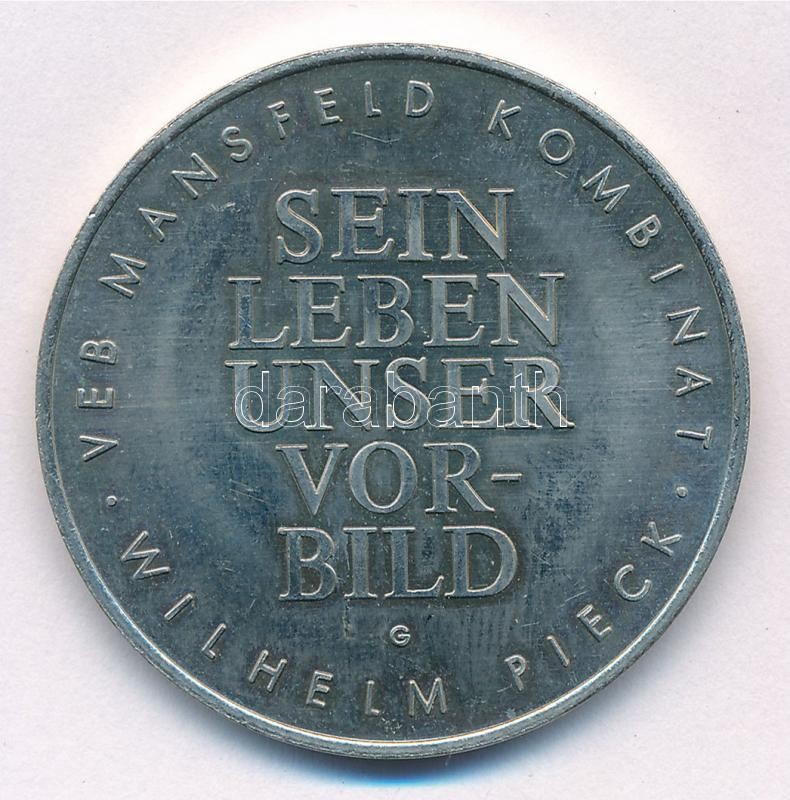 · VEB MANSFELD KOMBINAT ·
SEIN
LEBEN
UNSER
VOR-
BILD
G
WILHELM PIECK
darabanth